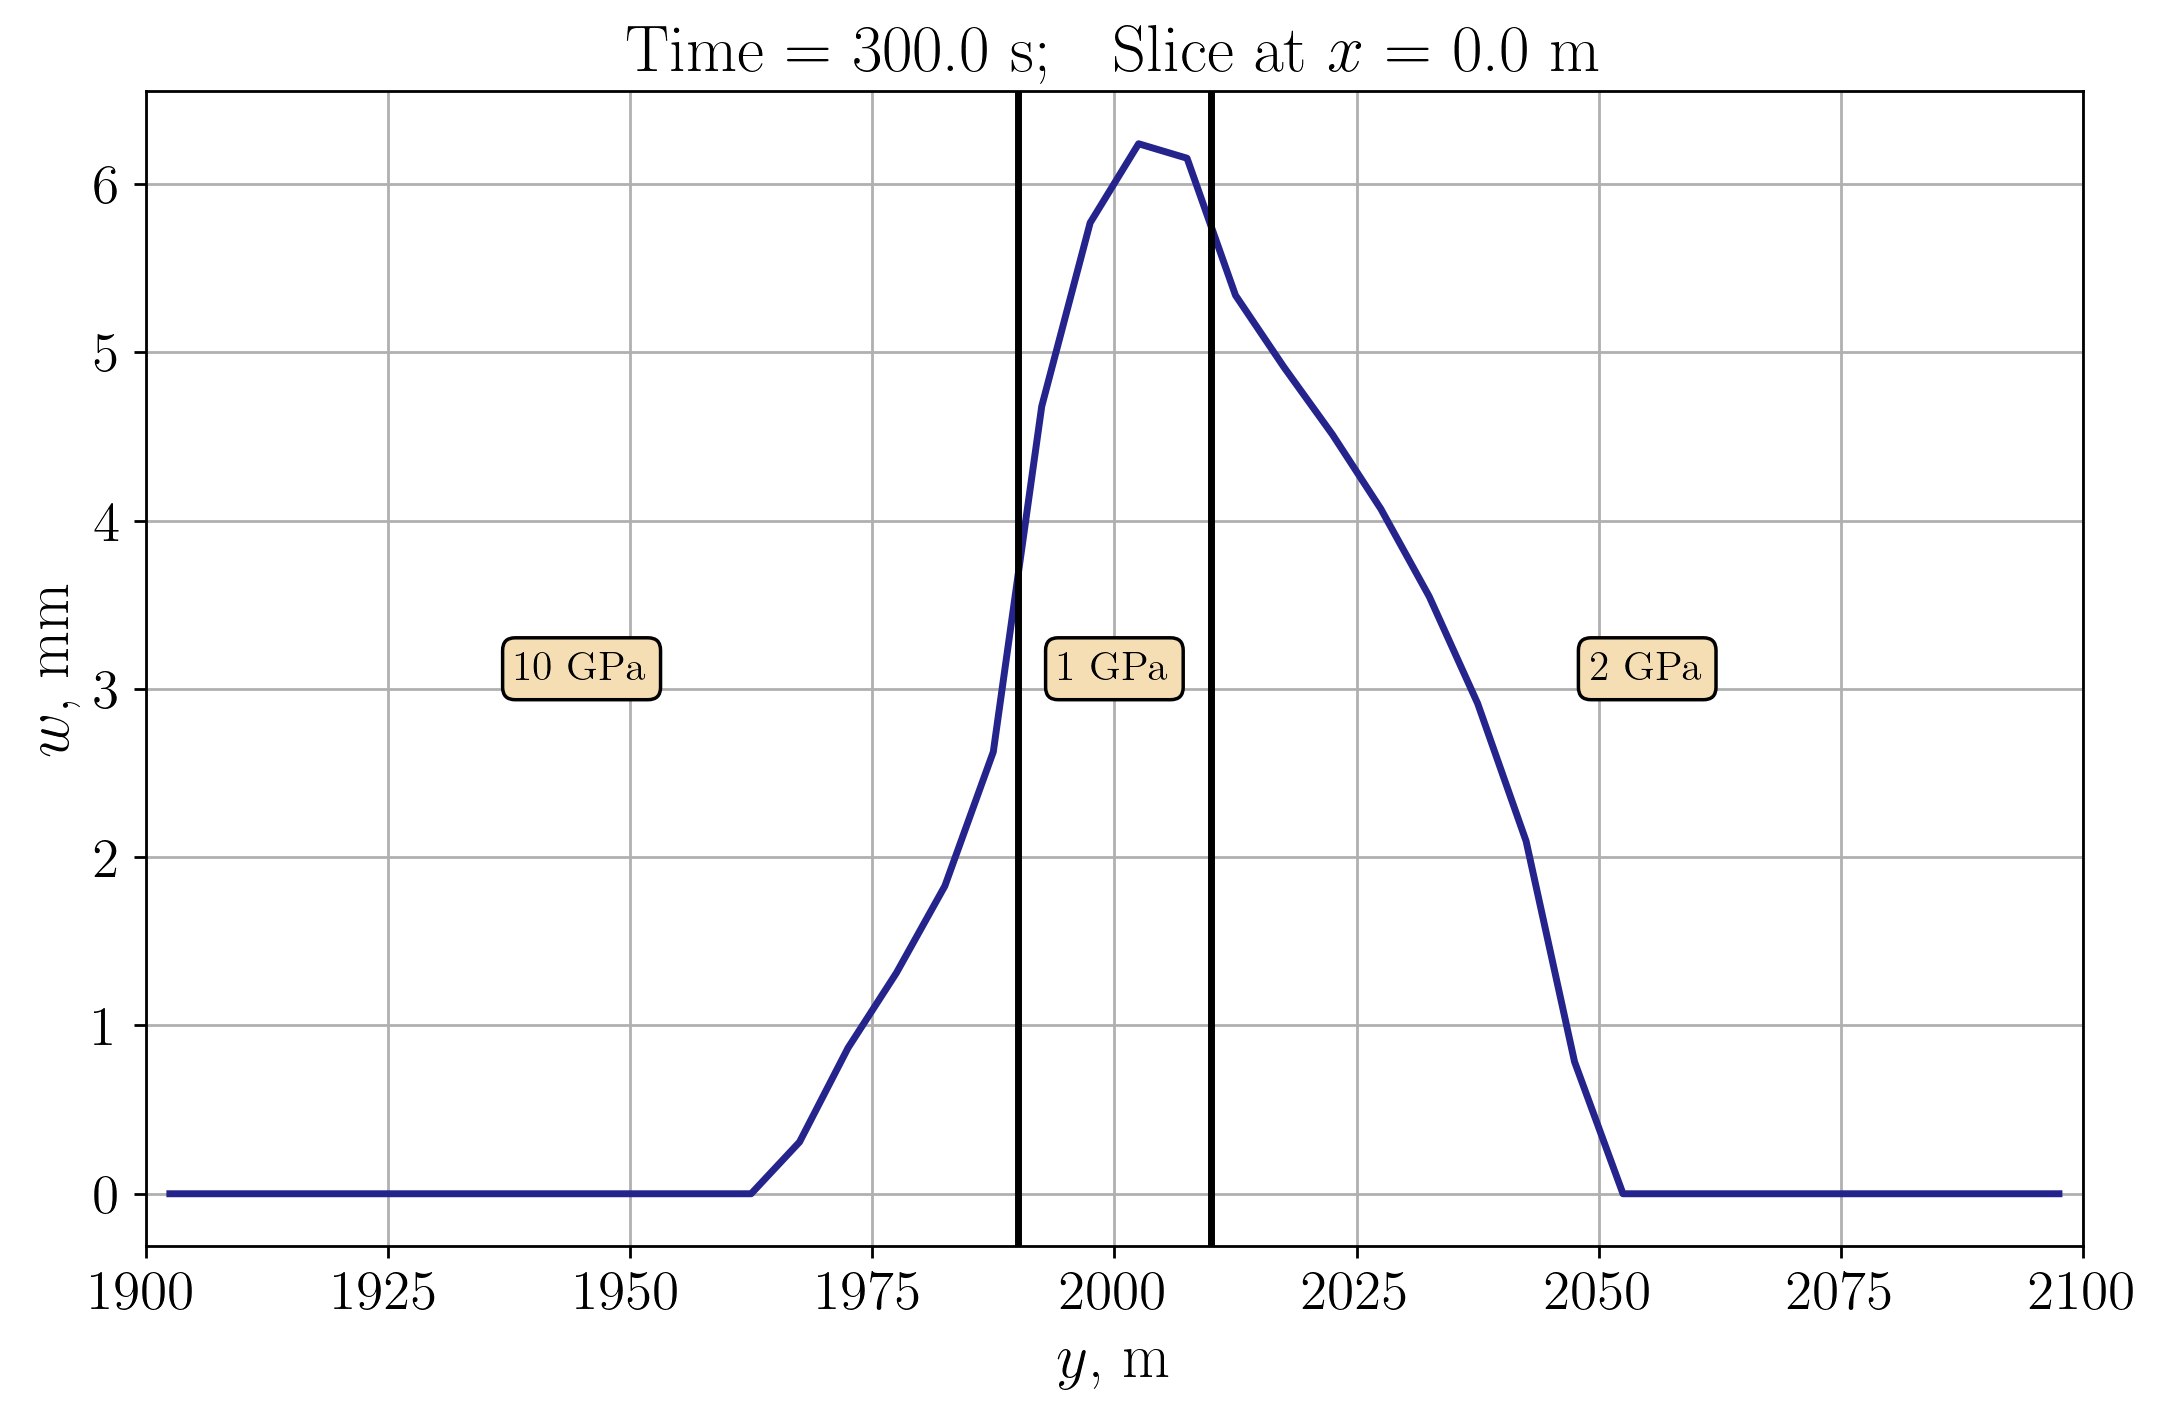 Time = 300.0 s; Slice at x = 0.0 m
6
5
4
3
2
1
0
w, mm
10 GPa
1 GPa
2 GPa
1900 1925 1950 1975 2000 2025 2050 2075 2100
y, m